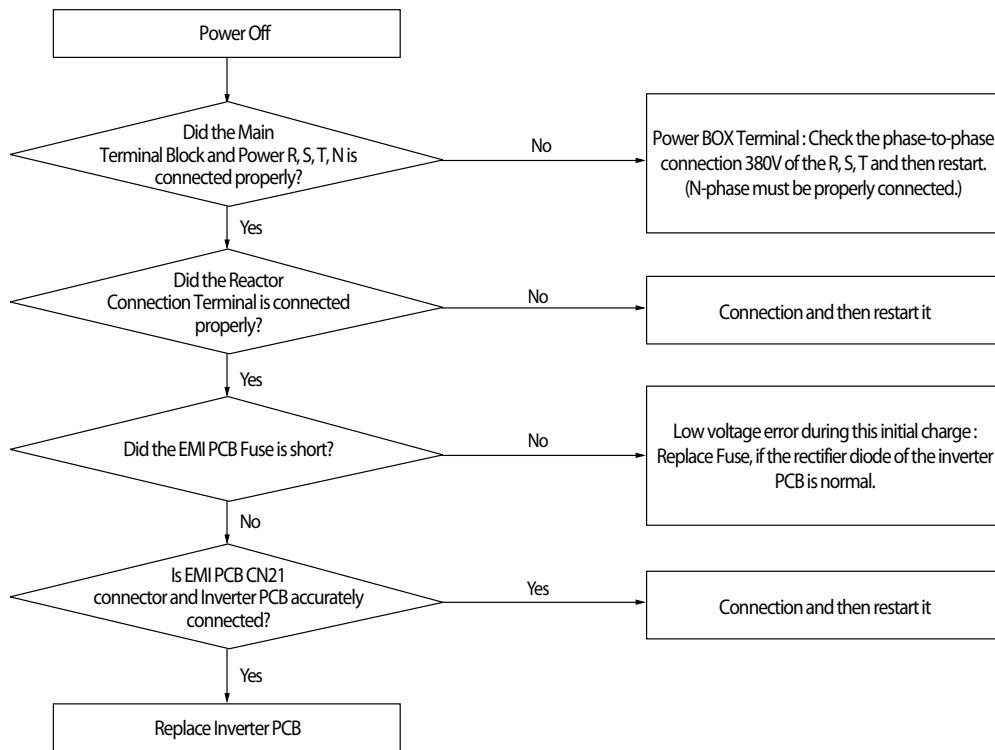 Power Off
Did the Main
Terminal Block and Power R, S, T, N is
connected properly?
No
Power BOX Terminal : Check the phase-to-phase
connection 380V of the R, S, T and then restart.
(N-phase must be properly connected.)
Yes
Did the Reactor
Connection Terminal is connected
properly?
No
Connection and then restart it
Yes
Did the EMI PCB Fuse is short?
No
Low voltage error during this initial charge :
Replace Fuse, if the rectifier diode of the inverter
PCB is normal.
No
Is EMI PCB CN21
connector and Inverter PCB accurately
connected?
Yes
Connection and then restart it
Yes
Replace Inverter PCB